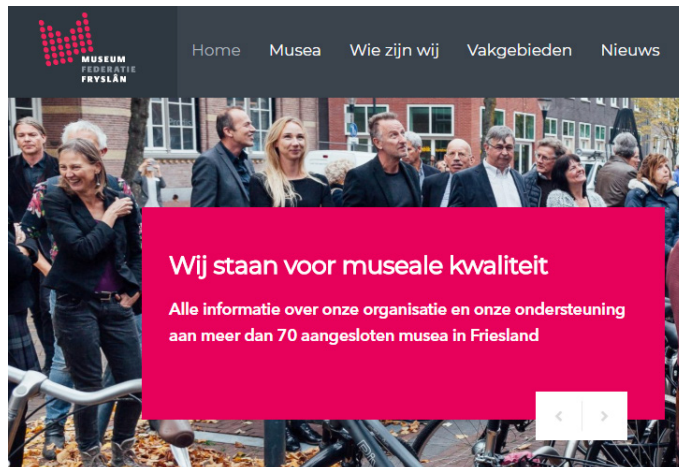 MUSEUM
FEDERATIE
FRYSLÂN
Home Musea Wie zijn wij Vakgebieden Nieuws
Wij staan voor museale kwaliteit
Alle informatie over onze organisatie en onze ondersteuning
aan meer dan 70 aangesloten musea in Friesland